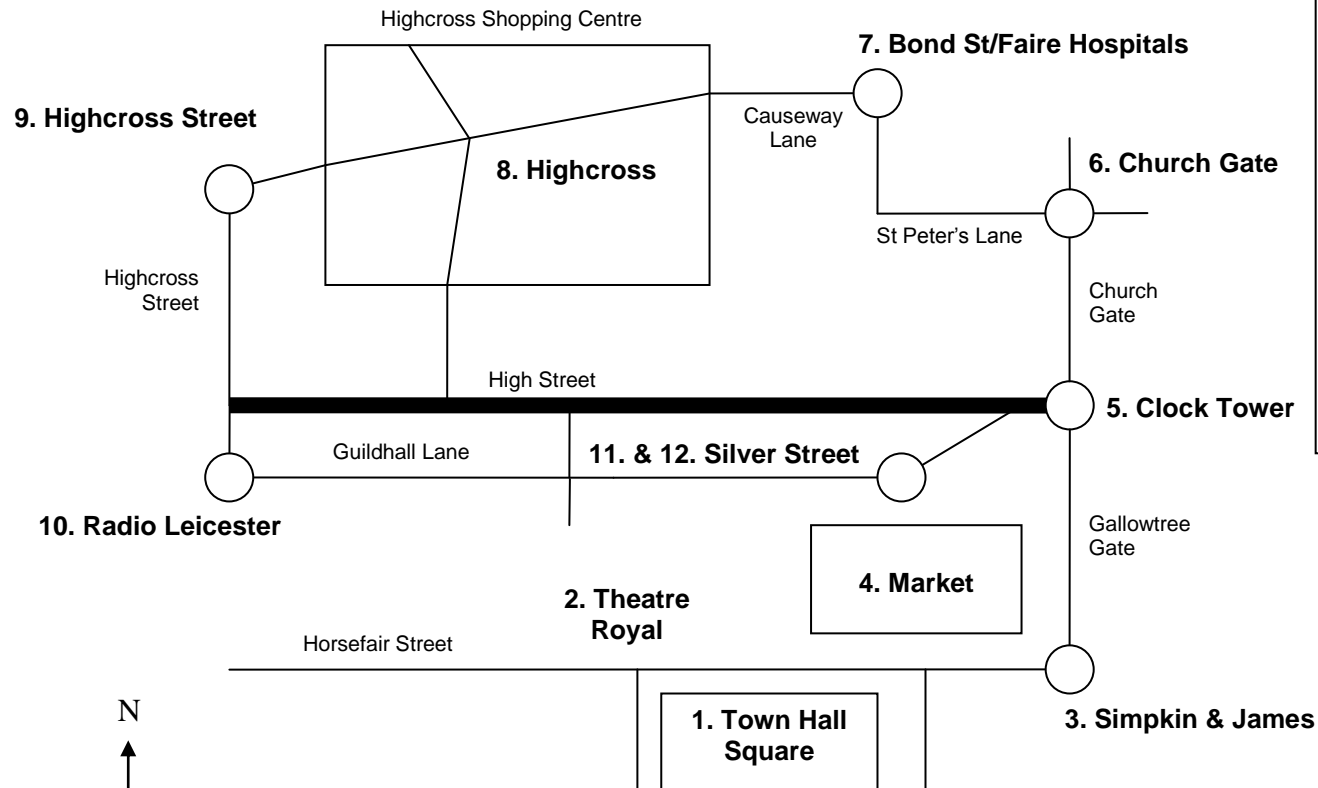 Highcross Shopping Centre
7. Bond St/Faire Hospitals
9. Highcross Street
Causeway
Lane
8. Highcross
6. Church Gate
St Peter's Lane
Highcross
Street
Church
Gate
High Street
5. Clock Tower
Guildhall Lane
11. & 12. Silver Street
10. Radio Leicester
Gallowtree
Gate
4. Market
2. Theatre
Royal
Horsefair Street
N
1. Town Hall
Square
3. Simpkin & James